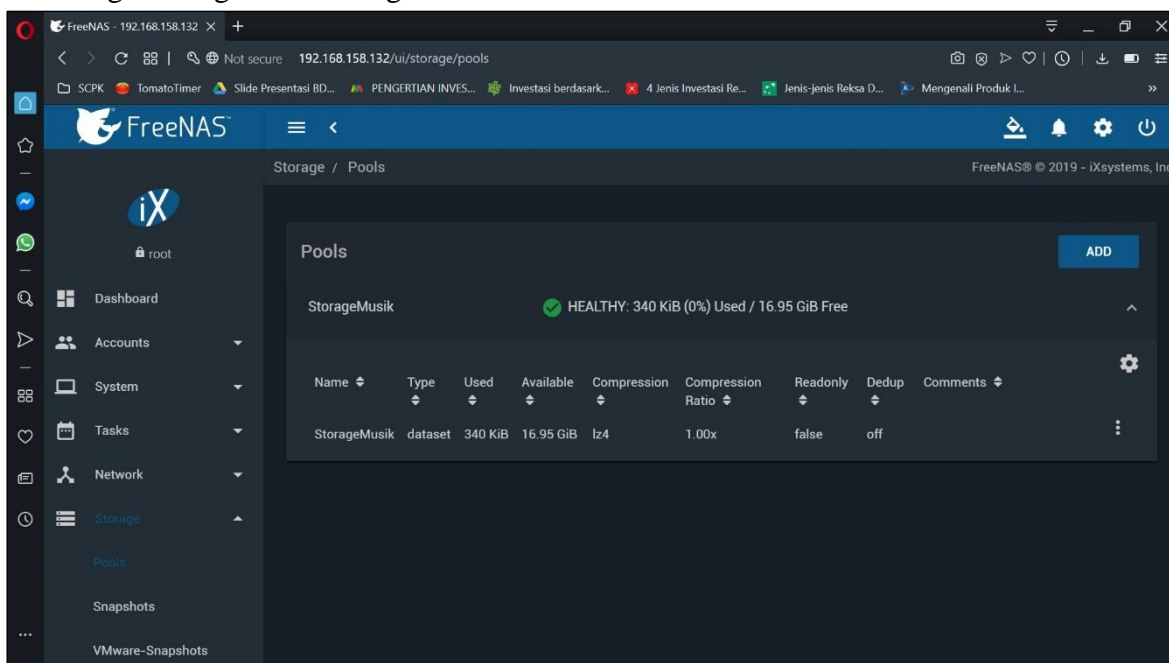 FreeNAS - 192.168.158.132
Not secure 192.168.158.132/ui/storage/pools
SCPK TomatoTimer Slide Presentasi BD... PENGERTIAN INVES... Investasi berdasark... 4 Jenis Investasi Re... Jenis-jenis Reksa D... Mengenali Produk I...
FreeNAS
Storage / Pools FreeNAS® © 2019 - iXsystems, Inc
iX
root
Pools ADD
Dashboard
StorageMusik HEALTHY: 340 KiB (0%) Used / 16.95 GiB Free
Accounts
System
Name Type Used Available Compression Compression Ratio Readonly Dedup Comments
Tasks
StorageMusik dataset 340 KiB 16.95 GiB lz4 1.00x false off
Network
Storage
Pools
Snapshots
VMware-Snapshots